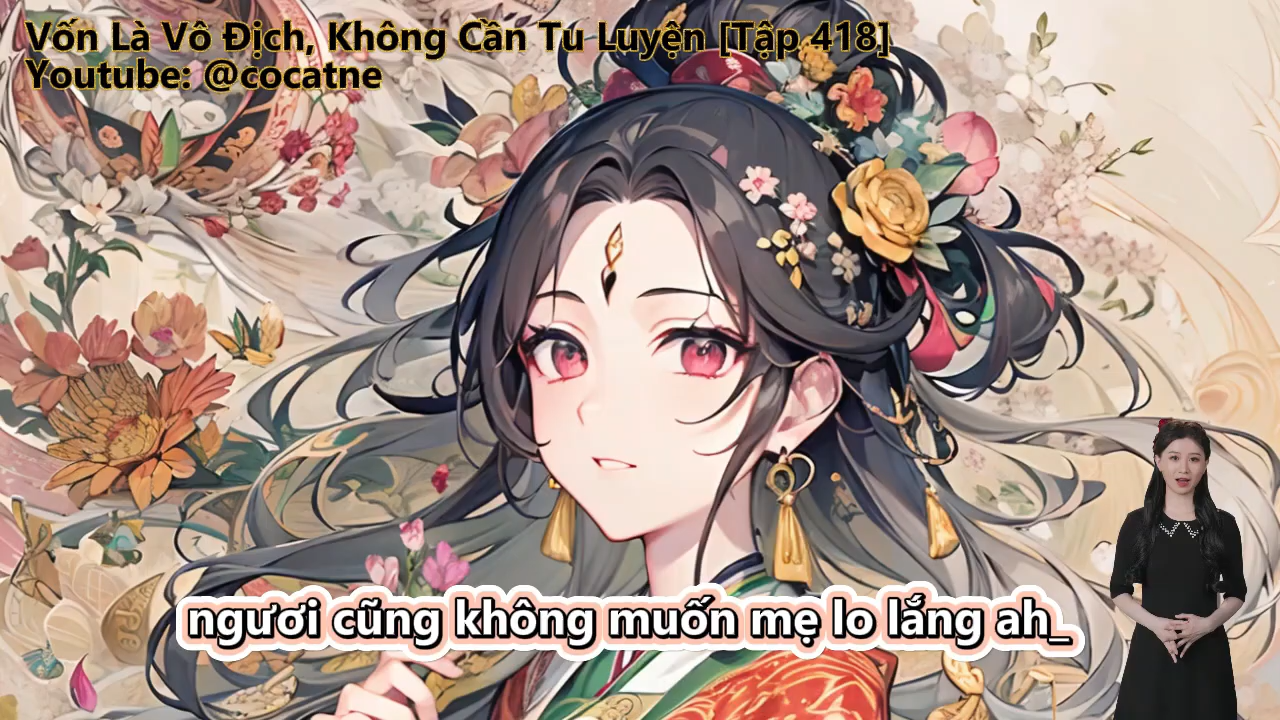 Vốn Là Vô Địch, Không Cần Tu Luyện [Tập 418]
Youtube: @cocatne
ngươi cũng không muốn mẹ lo lắng ah_